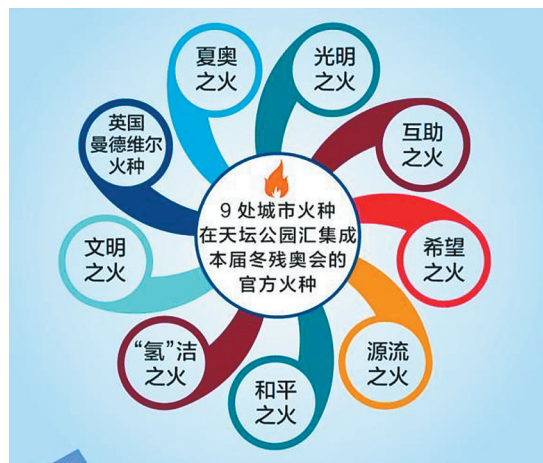 夏奥
之火
光明
之火
英国
曼德维尔
火种
互助
之火
9处城市火种
在天坛公园汇集成
本届冬残奥会的
官方火种
文明
之火
希望
之火
“氢”洁
之火
源流
之火
和平
之火